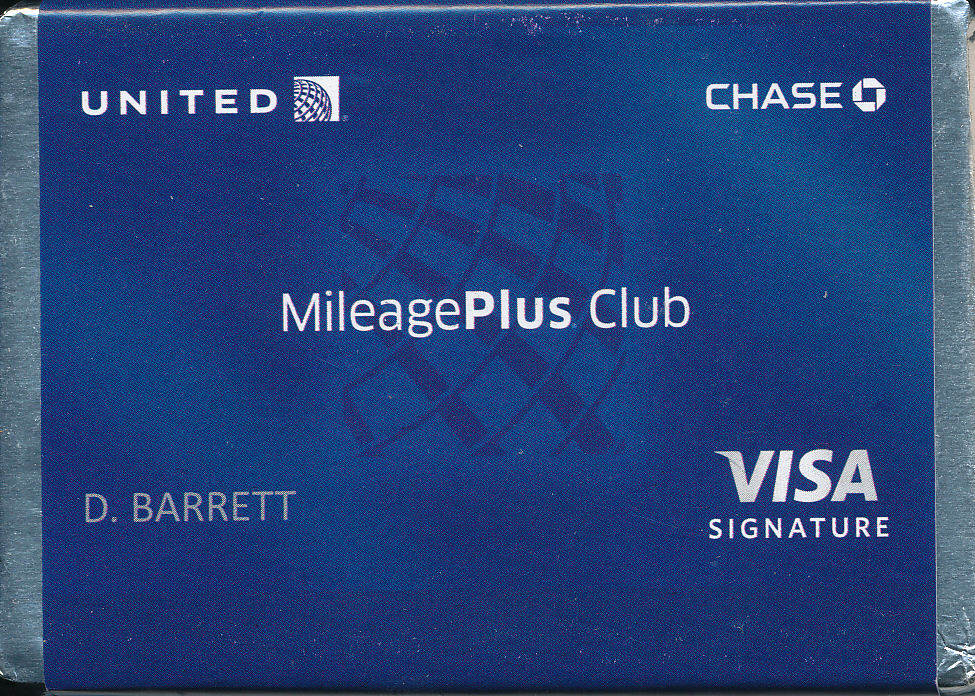 UNITED
CHASE
MileagePlus® Club
D. BARRETT
VISA
SIGNATURE